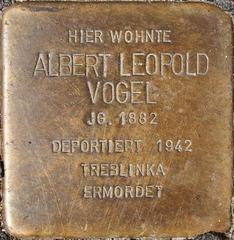 HIER WOHNTE
ALBERT LEOPOLD
VOGEL
JG. 1882
DEPORTIERT 1942
TREBLINKA
ERMORDET